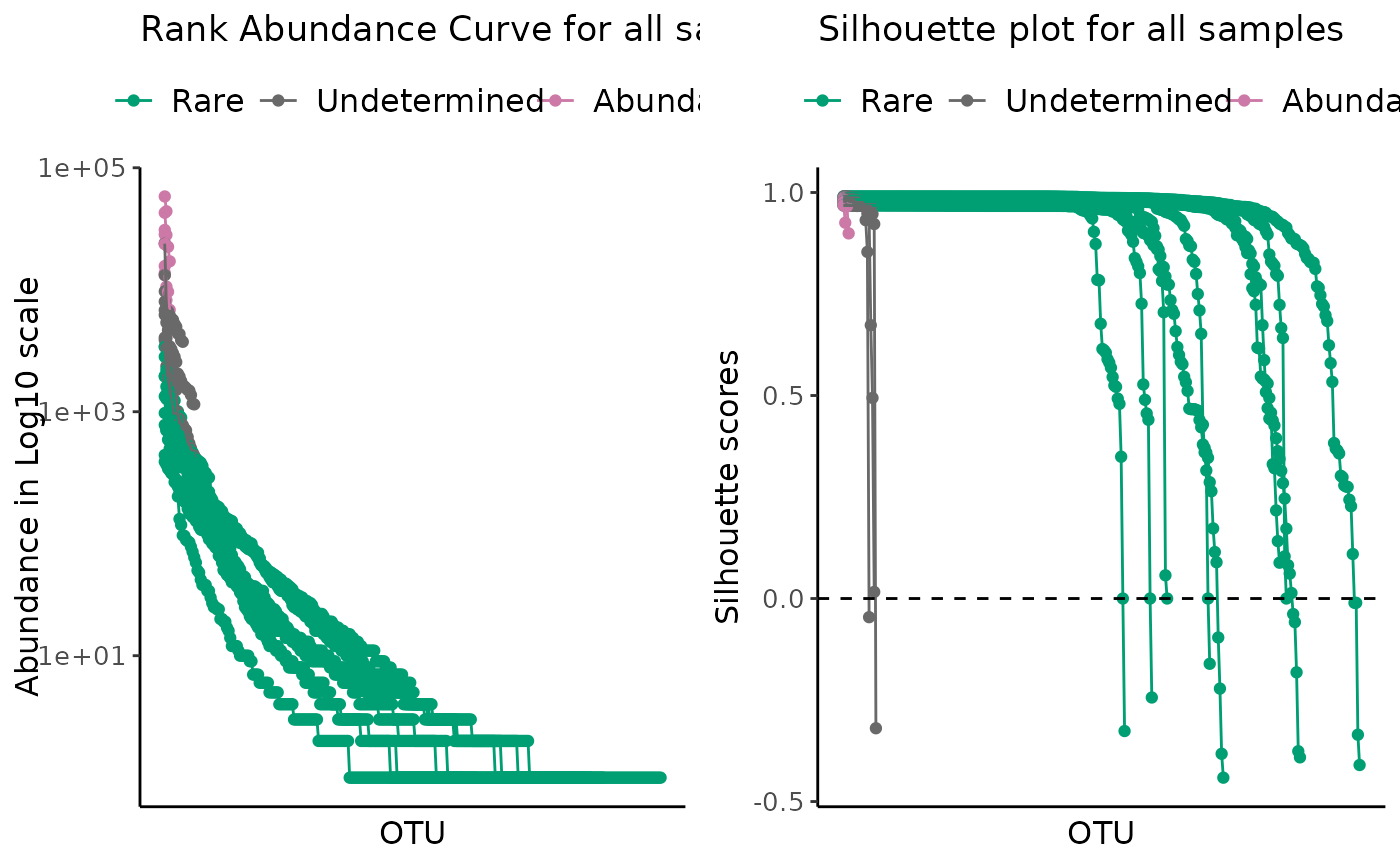 Rank Abundance Curve for all sa
Rare Undetermined Abunda
1e+05
1e+03
1e+01
Abundance in Log10 scale
OTU
Silhouette plot for all samples
Rare Undetermined Abunda
1.0
0.5
0.0
-0.5
Silhouette scores
OTU